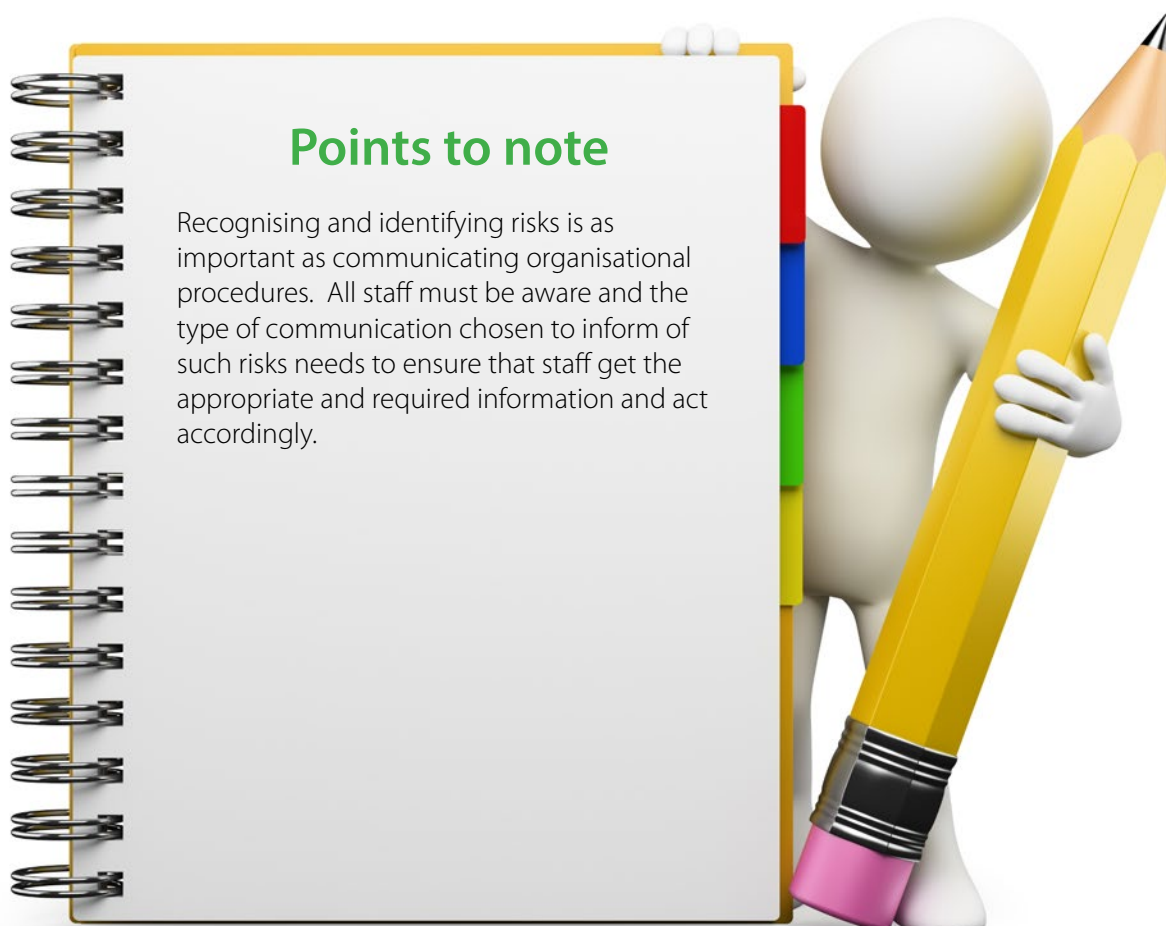 Points to note
Recognising and identifying risks is as
important as communicating organisational
procedures.  All staff must be aware and the
type of communication chosen to inform of
such risks needs to ensure that staff get the
appropriate and required information and act
accordingly.